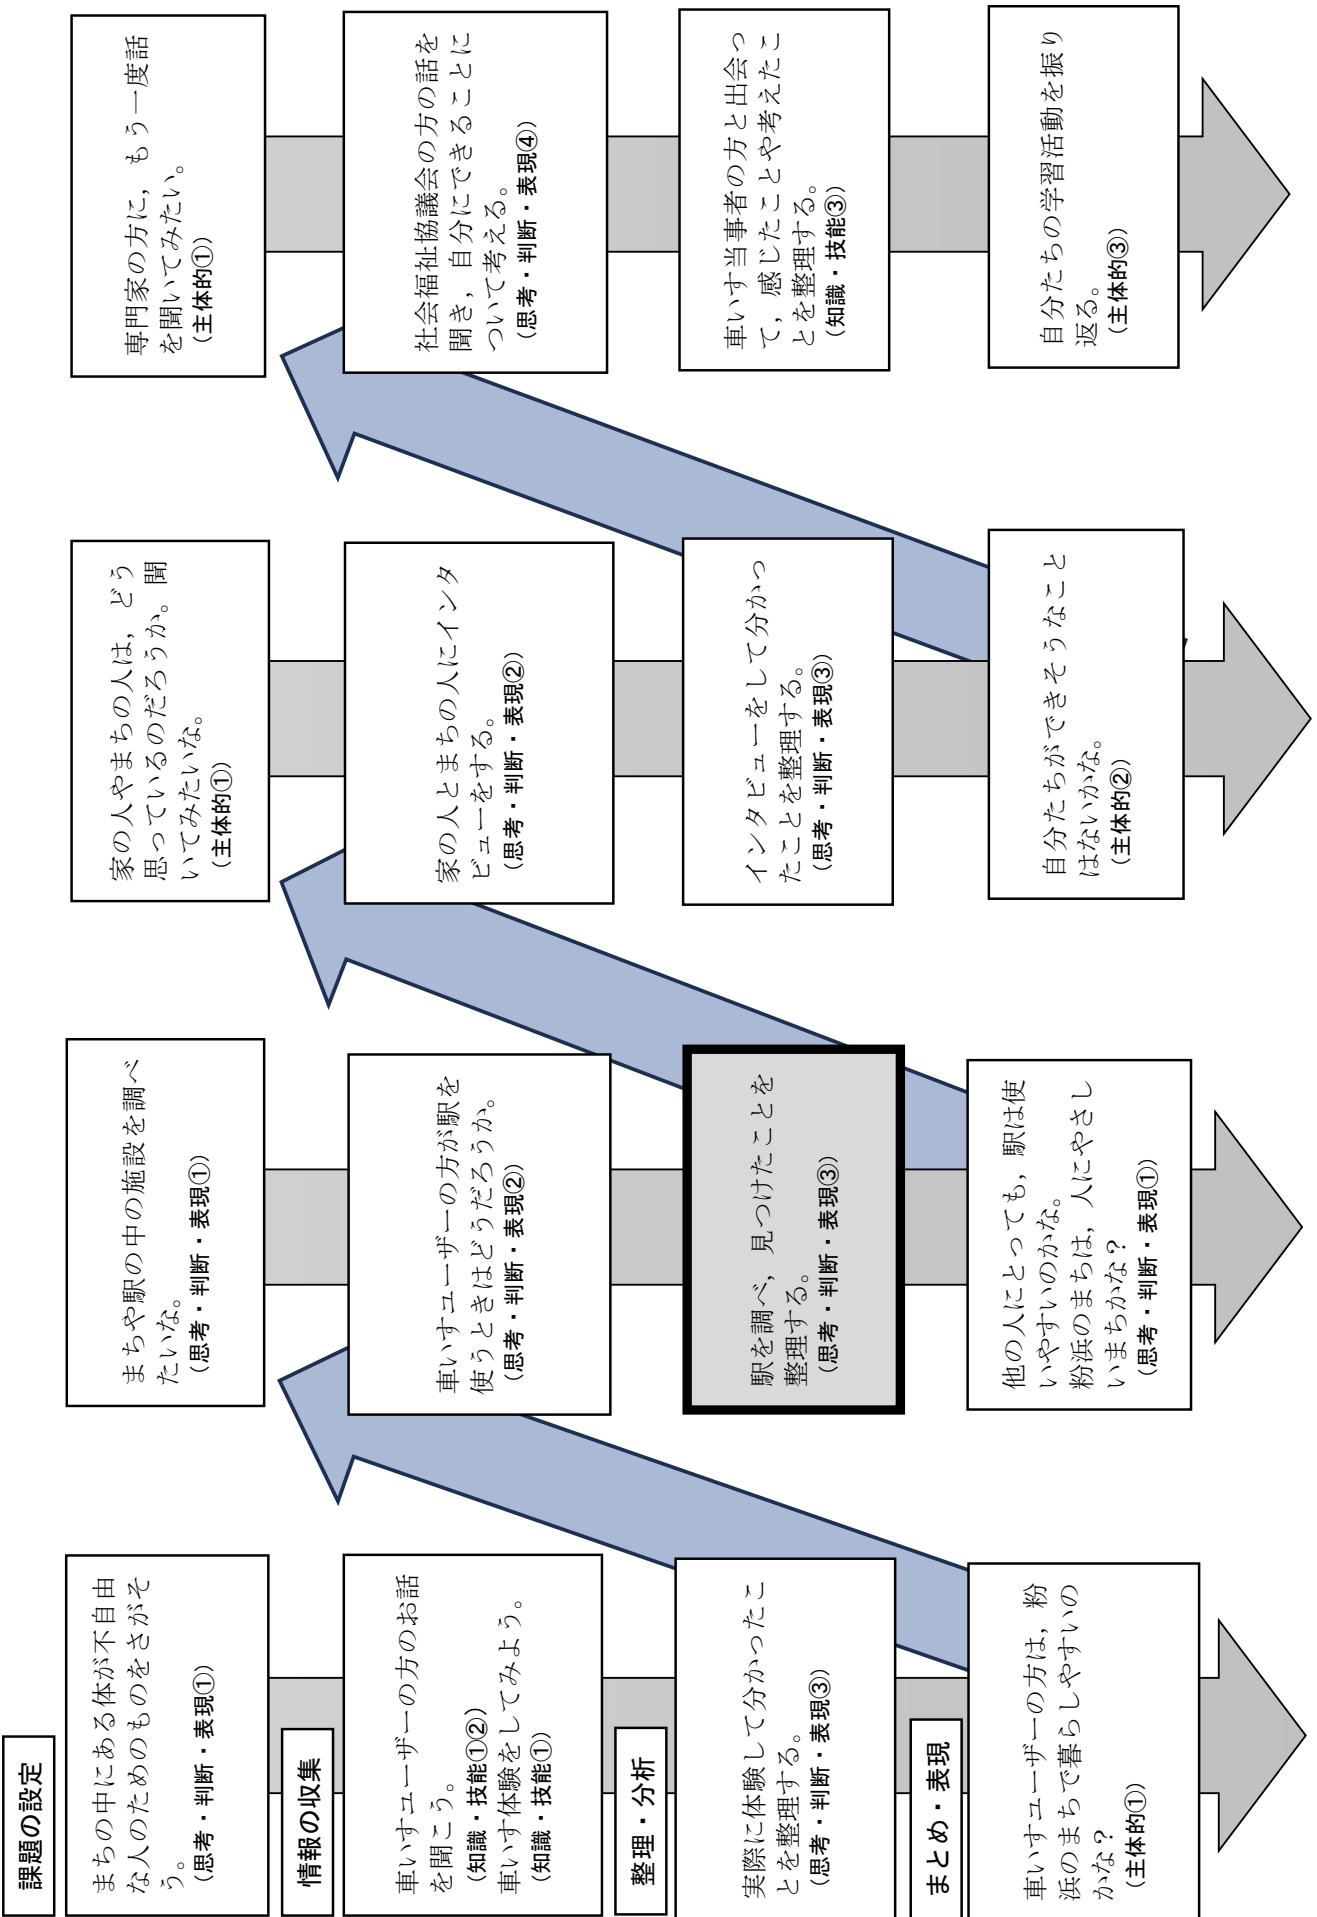 課題の設定
まちの中にある体が不自由
な人のためのものをさがそ
う。
（思考・判断・表現①）
情報の収集
車いすユーザーの方のお話
を聞こう。
（知識・技能①②）
車いす体験をしてみよう。
（知識・技能①）
整理・分析
実際に体験して分かったこ
とを整理する。
（思考・判断・表現③）
まとめ・表現
車いすユーザーの方は，粉
浜のまちで暮らしやすいの
かな？
（主体的①）
まちや駅の中の施設を調べ
たいな。
（思考・判断・表現①）
車いすユーザーの方が駅を
使うときはどうだろうか。
（思考・判断・表現②）
駅を調べ，見つけたことを
整理する。
（思考・判断・表現③）
他の人にとっても，駅は使
いやすいのかな。
粉浜のまちは，人にやさし
いまちかな？
（思考・判断・表現①）
家の人やまちの人は，どう
思っているのだろうか。聞
いてみたいな。
（主体的①）
家の人とまちの人にインタ
ビューをする。
（思考・判断・表現②）
インタビューをして分かっ
たことを整理する。
（思考・判断・表現③）
自分たちができそうなこと
はないかな。
（主体的②）
専門家の方に，もう一度話
を聞いてみたい。
（主体的①）
社会福祉協議会の方の話を
聞き，自分にできることに
ついて考える。
（思考・判断・表現④）
車いす当事者の方と出会っ
て，感じたことや考えたこ
とを整理する。
（知識・技能③）
自分たちの学習活動を振り
返る。
（主体的③）